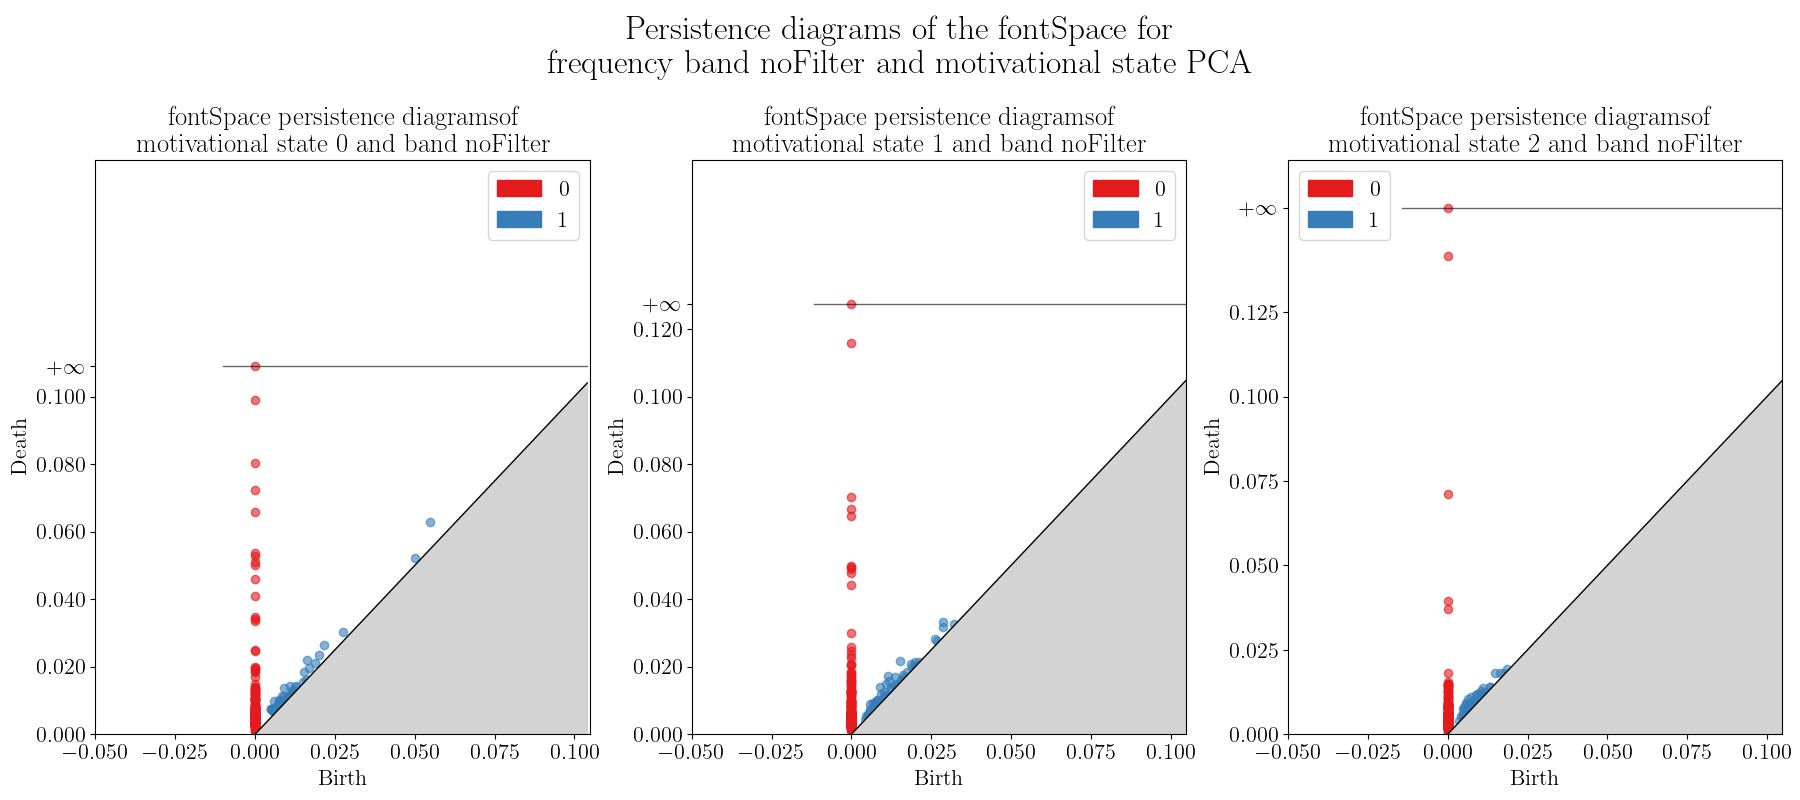 Persistence diagrams of the fontSpace for
frequency band noFilter and motivational state PCA
fontSpace persistence diagramsof
motivational state 0 and band noFilter
0
1
+∞
0.100
0.080
0.060
0.040
0.020
0.000
Death
−0.050 −0.025 0.000 0.025 0.050 0.075 0.100
Birth
fontSpace persistence diagramsof
motivational state 1 and band noFilter
0
1
+∞
0.120
0.100
0.080
0.060
0.040
0.020
0.000
Death
−0.050 −0.025 0.000 0.025 0.050 0.075 0.100
Birth
fontSpace persistence diagramsof
motivational state 2 and band noFilter
0
1
+∞
0.125
0.100
0.075
0.050
0.025
0.000
Death
−0.050 −0.025 0.000 0.025 0.050 0.075 0.100
Birth